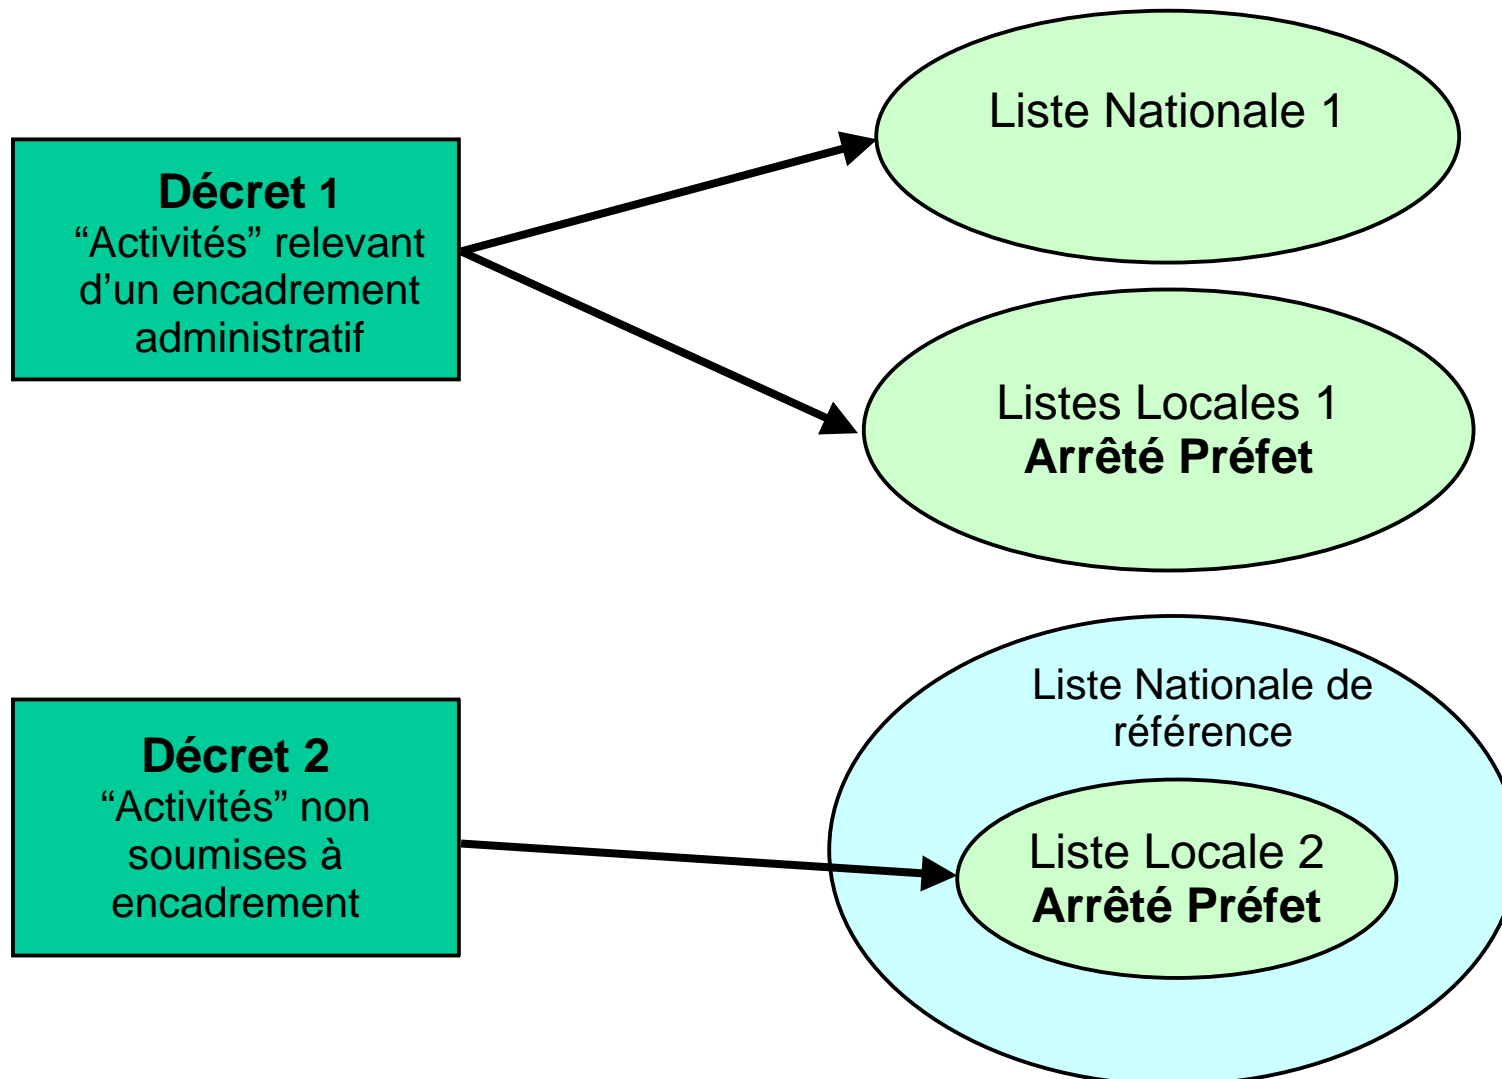 Liste Nationale 1
Décret 1
“Activités” relevant
d’un encadrement
administratif
Listes Locales 1
Arrêté Préfet
Liste Nationale de
référence
Décret 2
“Activités” non
soumises à
encadrement
Liste Locale 2
Arrêté Préfet